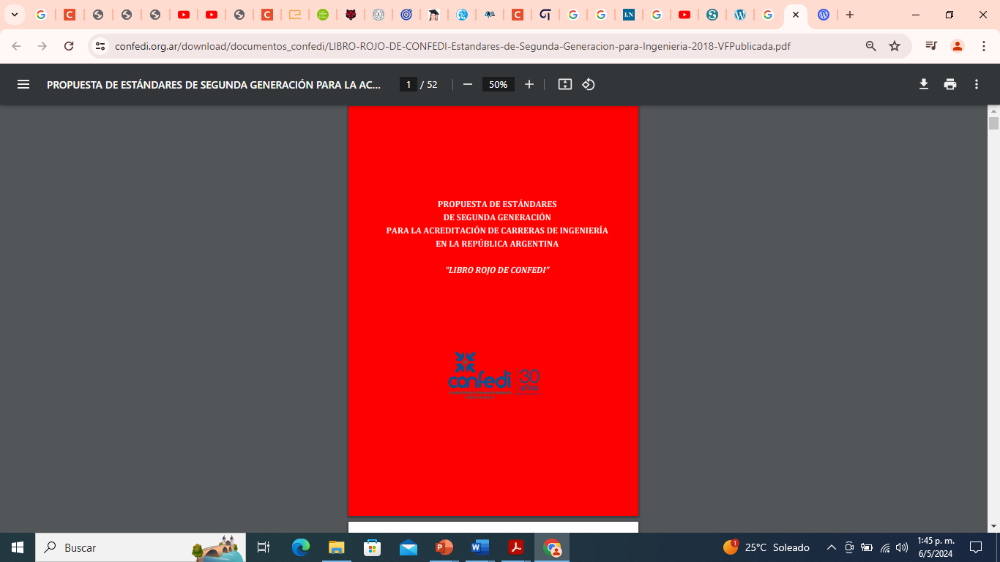 confedi.org.ar/download/documentos_confedi/LIBRO-ROJO-DE-CONFEDI-Estandares-de-Segunda-Generacion-para-Ingenieria-2018-VFPublicada.pdf
PROPUESTA DE ESTÁNDARES DE SEGUNDA GENERACIÓN PARA LA AC...
1 / 52
50%
PROPUESTA DE ESTÁNDARES
DE SEGUNDA GENERACIÓN
PARA LA ACREDITACIÓN DE CARRERAS DE INGENIERÍA
EN LA REPÚBLICA ARGENTINA
"LIBRO ROJO DE CONFEDI"
confedi
30
años
Buscar
25°C Soleado
1:45 p. m.
6/5/2024